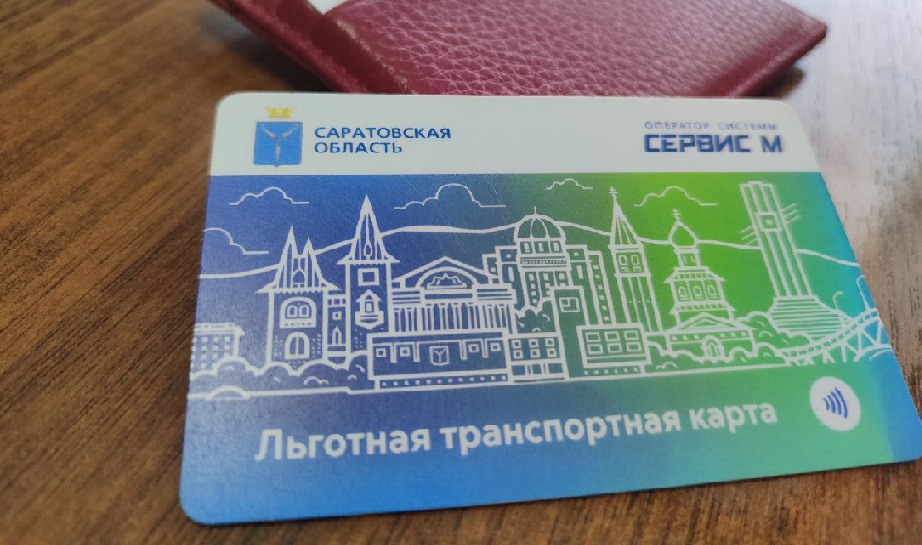 САРАТОВСКАЯ
ОБЛАСТЬ
ОПЕРАТОР СИСТЕМЫ
СЕРВИС М
Льготная транспортная карта